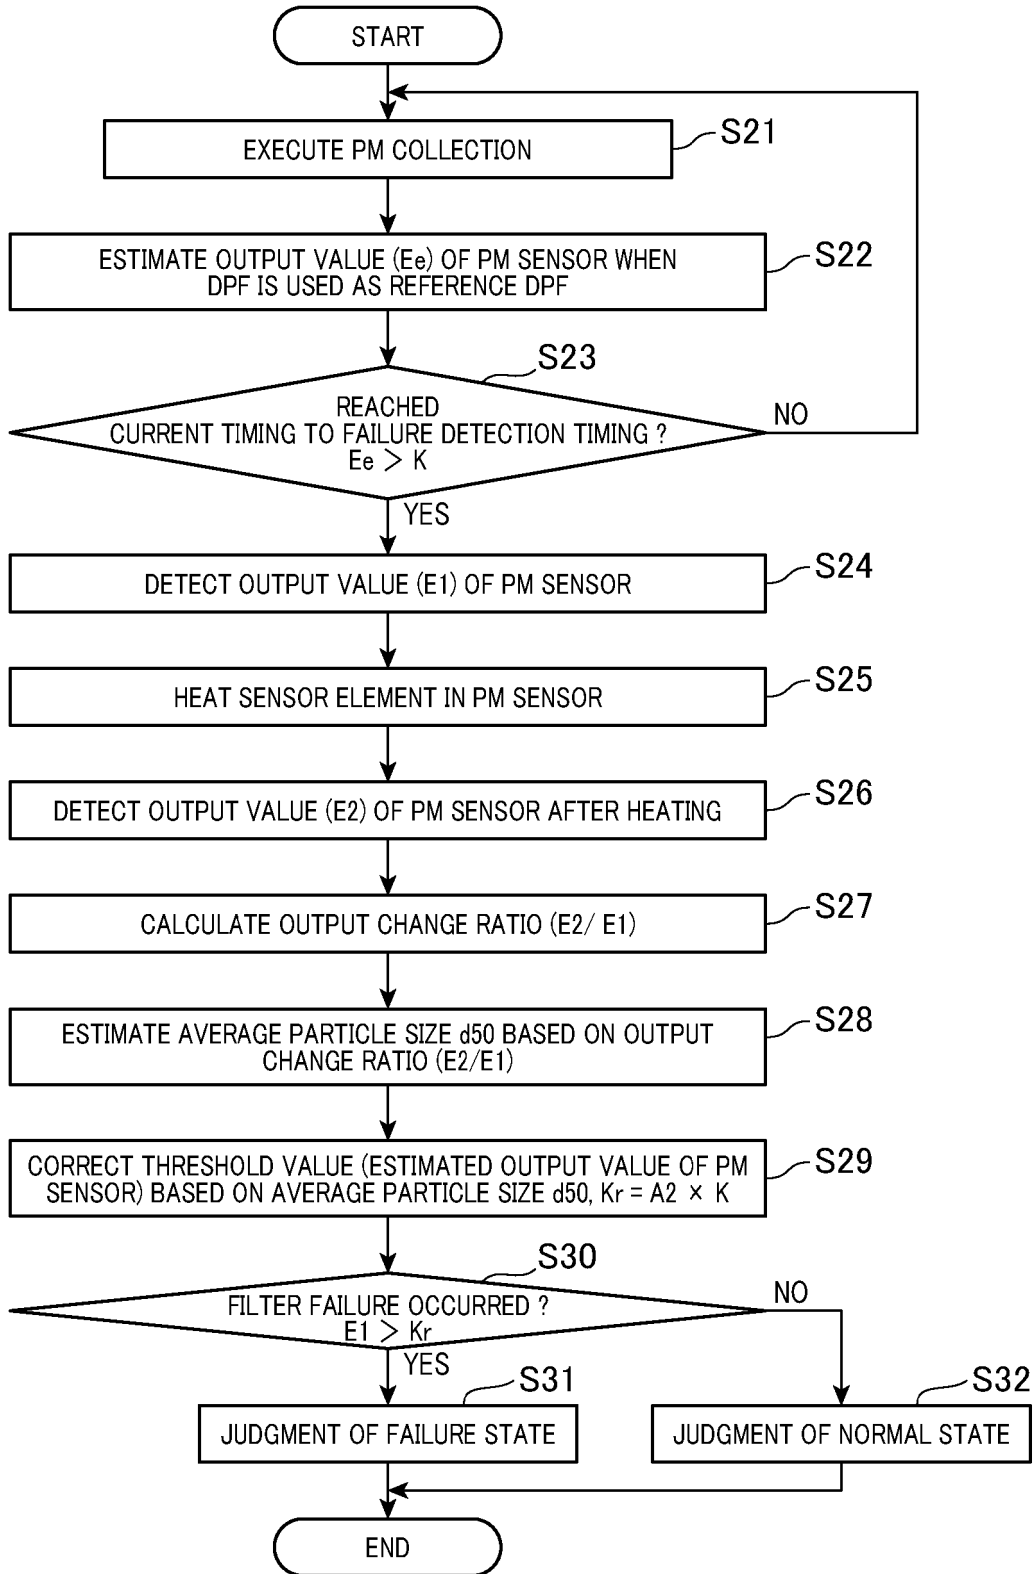 START
EXECUTE PM COLLECTION
S21
ESTIMATE OUTPUT VALUE (Ee) OF PM SENSOR WHEN
DPF IS USED AS REFERENCE DPF
S22
S23
REACHED
CURRENT TIMING TO FAILURE DETECTION TIMING ?
Ee > K
NO
YES
DETECT OUTPUT VALUE (E1) OF PM SENSOR
S24
HEAT SENSOR ELEMENT IN PM SENSOR
S25
DETECT OUTPUT VALUE (E2) OF PM SENSOR AFTER HEATING
S26
CALCULATE OUTPUT CHANGE RATIO (E2/ E1)
S27
ESTIMATE AVERAGE PARTICLE SIZE d50 BASED ON OUTPUT
CHANGE RATIO (E2/E1)
S28
CORRECT THRESHOLD VALUE (ESTIMATED OUTPUT VALUE OF PM
SENSOR) BASED ON AVERAGE PARTICLE SIZE d50, Kr = A2 × K
S29
S30
FILTER FAILURE OCCURRED ?
E1 > Kr
NO
YES
S31
JUDGMENT OF FAILURE STATE
S32
JUDGMENT OF NORMAL STATE
END